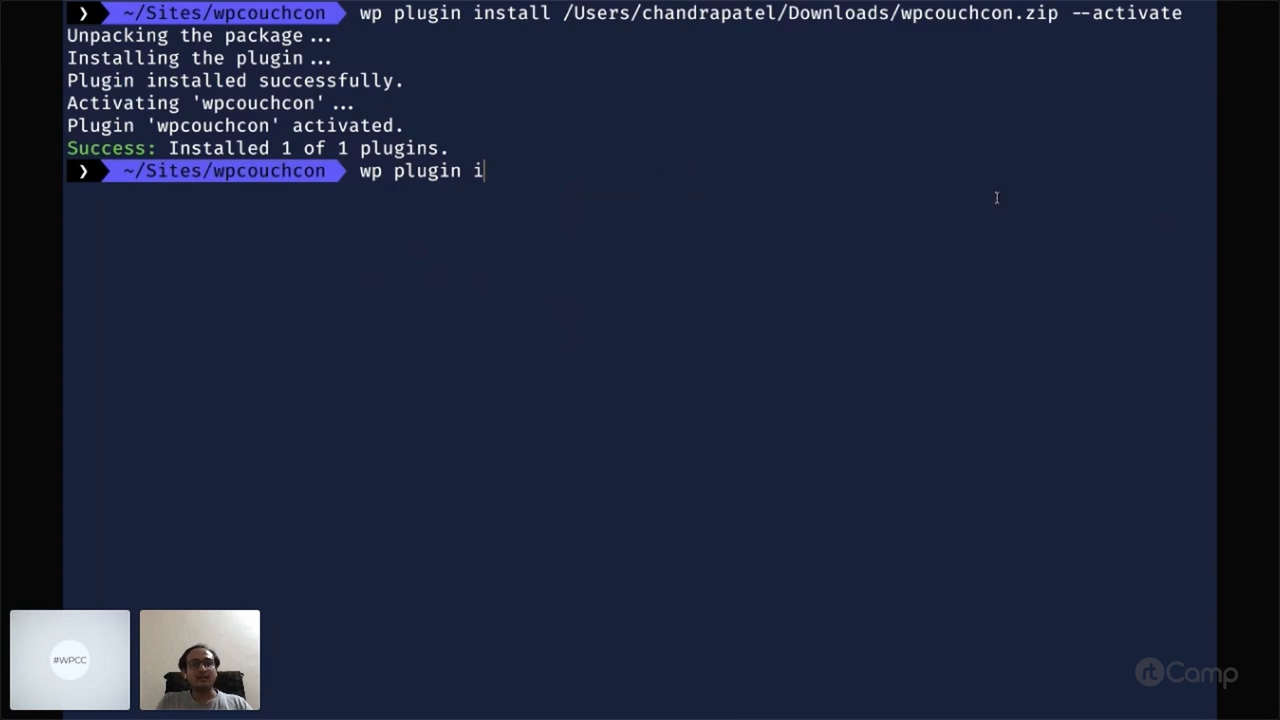 ❯ ~/Sites/wpcouchcon wp plugin install /Users/chandrapatel/Downloads/wpcouchcon.zip --activate
Unpacking the package...
Installing the plugin...
Plugin installed successfully.
Activating 'wpcouchcon'...
Plugin 'wpcouchcon' activated.
Success: Installed 1 of 1 plugins.
❯ ~/Sites/wpcouchcon wp plugin i
#WPCC
rtCamp